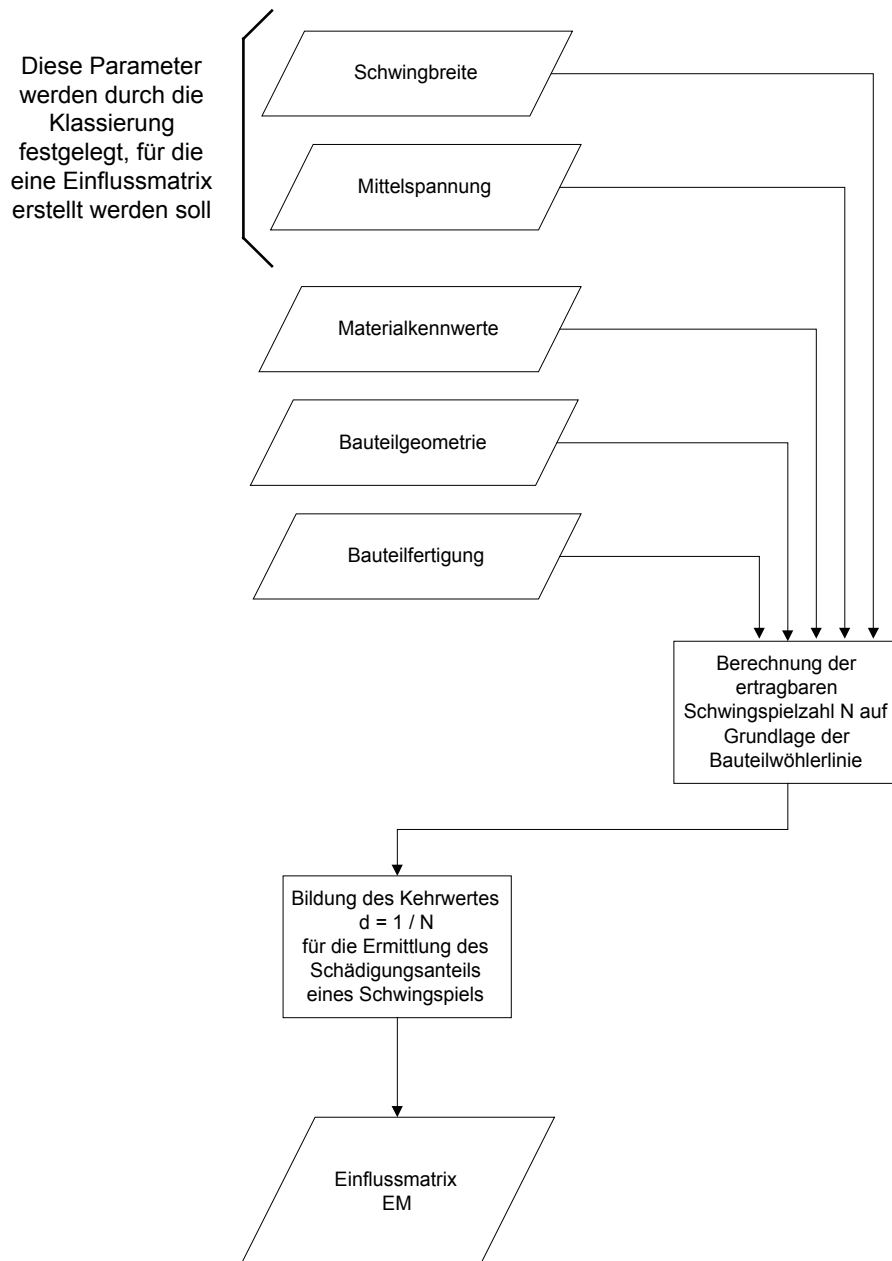 Diese Parameter
werden durch die
Klassierung
festgelegt, für die
eine Einflussmatrix
erstellt werden soll
Schwingbreite
Mittelspannung
Materialkennwerte
Bauteilgeometrie
Bauteilfertigung
Berechnung der
ertragbaren
Schwingspielzahl N auf
Grundlage der
Bauteilwöhlerlinie
Bildung des Kehrwertes
d = 1 / N
für die Ermittlung des
Schädigungsanteils
eines Schwingspiels
Einflussmatrix
EM